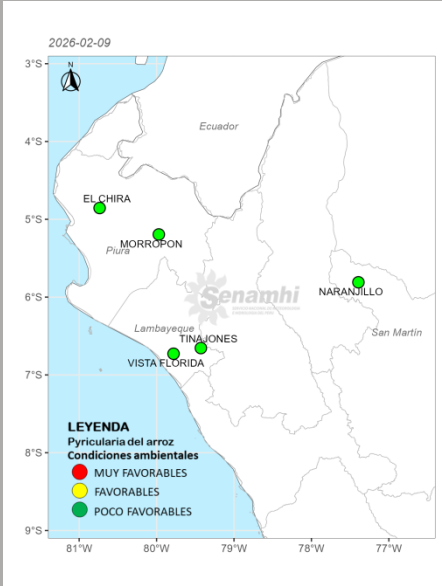 2026-02-09
3°S
N
Ecuador
4°S
EL CHIRA
5°S
MORROPON
Piura
NARANJILLO
6°S
Senamhi
Lambayeque
TINAJONES
San Martín
VISTA FLORIDA
7°S
LEYENDA
Pyricularia del arroz
Condiciones ambientales
MUY FAVORABLES
8°S
FAVORABLES
POCO FAVORABLES
9°S
81°W 80°W 79°W 78°W 77°W